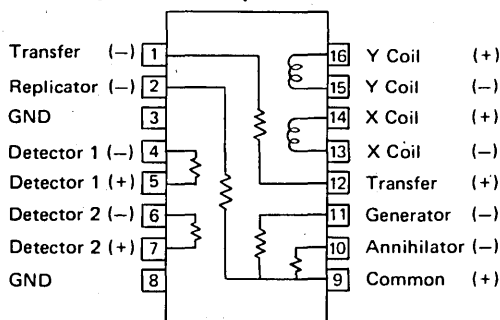 Transfer (–) 1
Replicator (–) 2
GND 3
Detector 1 (–) 4
Detector 1 (+) 5
Detector 2 (–) 6
Detector 2 (+) 7
GND 8
16 Y Coil (+)
15 Y Coil (–)
14 X Coil (+)
13 X Coil (–)
12 Transfer (+)
11 Generator (–)
10 Annihilator (–)
9 Common (+)